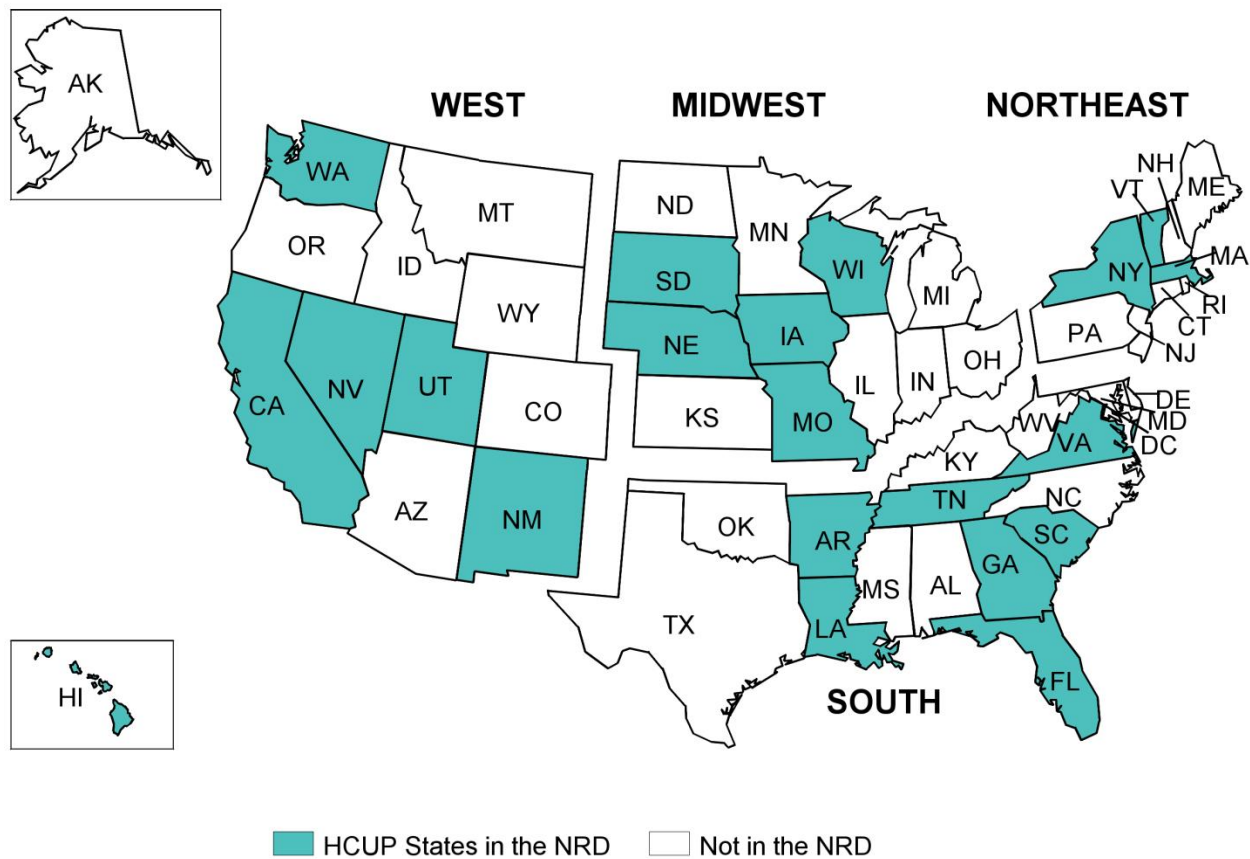 AK
WEST
MIDWEST
NORTHEAST
WA
MT
OR
ID
WY
CA
NV
UT
CO
AZ
NM
HI
ND
MN
SD
WI
MI
NE
IA
KS
MO
IL
IN
OH
NH
VT
ME
NY
MA
RI
CT
PA
NJ
DE
MD
DC
WV
VA
KY
TN
NC
OK
AR
SC
GA
MS
AL
TX
LA
FL
SOUTH
HCUP States in the NRD
Not in the NRD